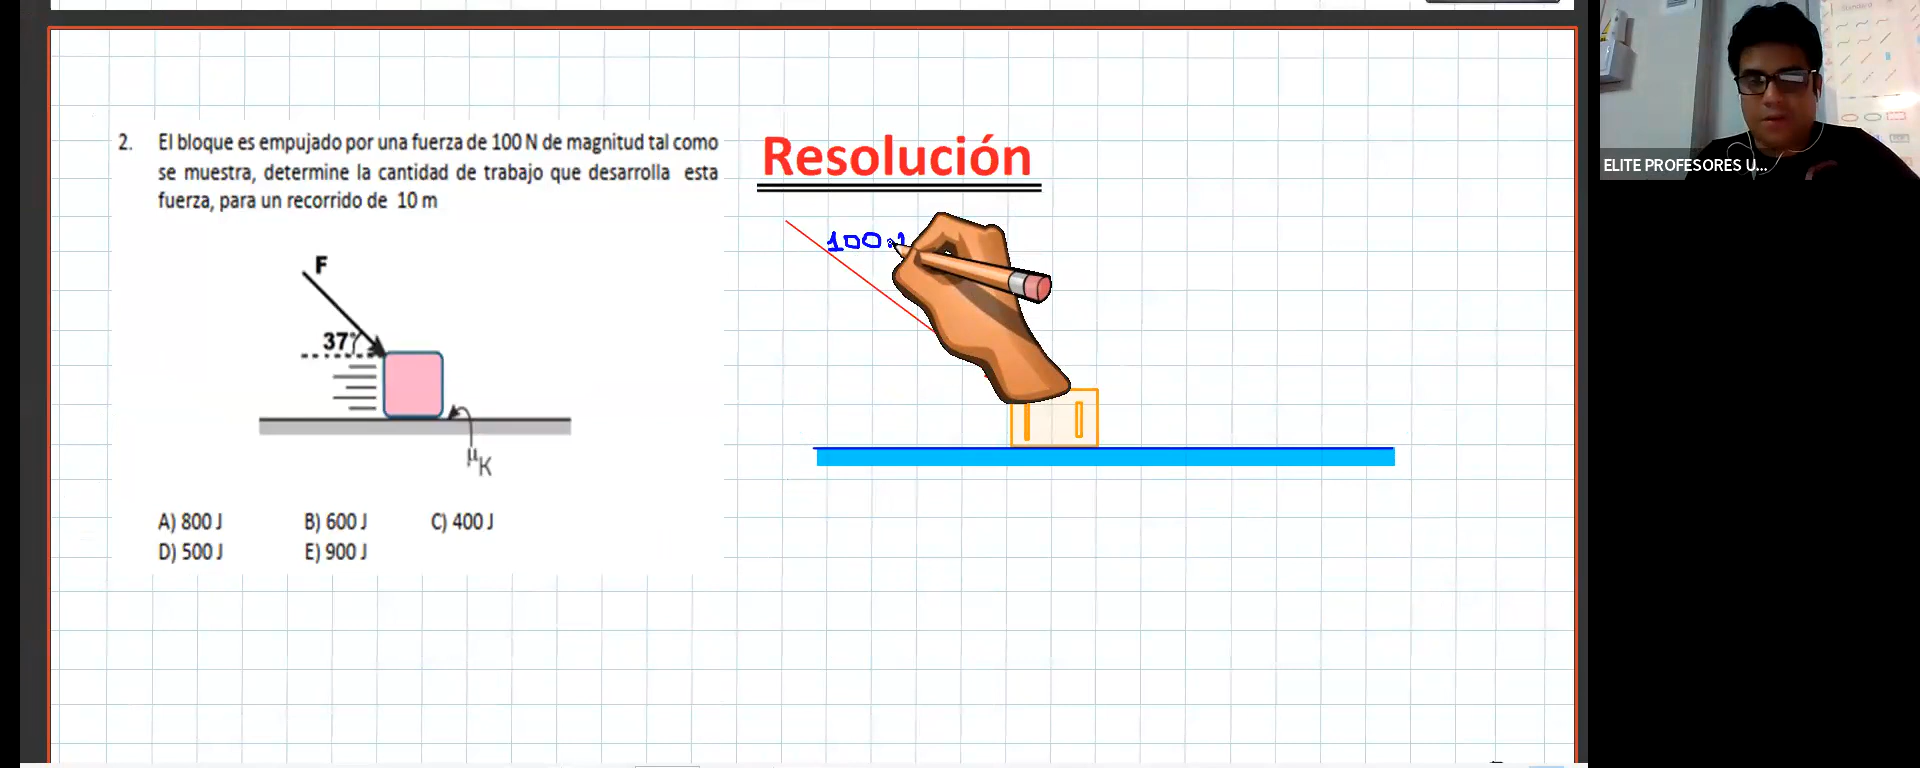 2. El bloque es empujado por una fuerza de 100 N de magnitud tal como
se muestra, determine la cantidad de trabajo que desarrolla esta
fuerza, para un recorrido de 10 m
F
37°
μK
A) 800 J B) 600 J C) 400 J
D) 500 J E) 900 J
Resolución
100
ELITE PROFESORES U...